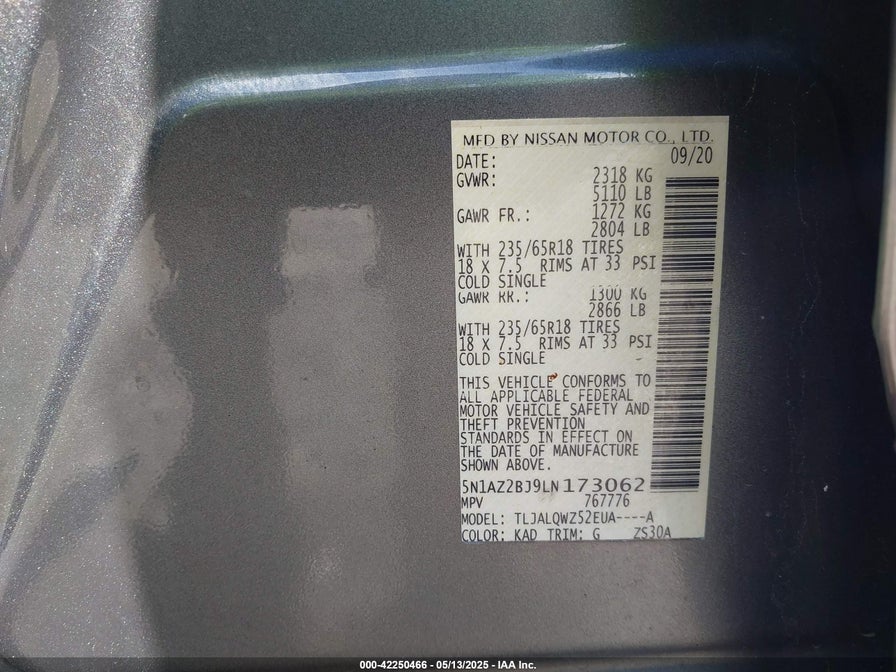 MFD BY NISSAN MOTOR CO., LTD.
DATE: 09/20
GVWR: 2318 KG
5110 LB
GAWR FR.: 1272 KG
2804 LB
WITH 235/65R18 TIRES
18 X 7.5 RIMS AT 33 PSI
COLD SINGLE
GAWR RR.: 1300 KG
2866 LB
WITH 235/65R18 TIRES
18 X 7.5 RIMS AT 33 PSI
COLD SINGLE
THIS VEHICLE CONFORMS TO
ALL APPLICABLE FEDERAL
MOTOR VEHICLE SAFETY AND
THEFT PREVENTION
STANDARDS IN EFFECT ON
THE DATE OF MANUFACTURE
SHOWN ABOVE.
5N1AZ2BJ9LN173062
MPV 767776
MODEL: TLJALQWZ52EUA----A
COLOR: KAD TRIM: G ZS30A
000-42250466 - 05/13/2025 - IAA Inc.